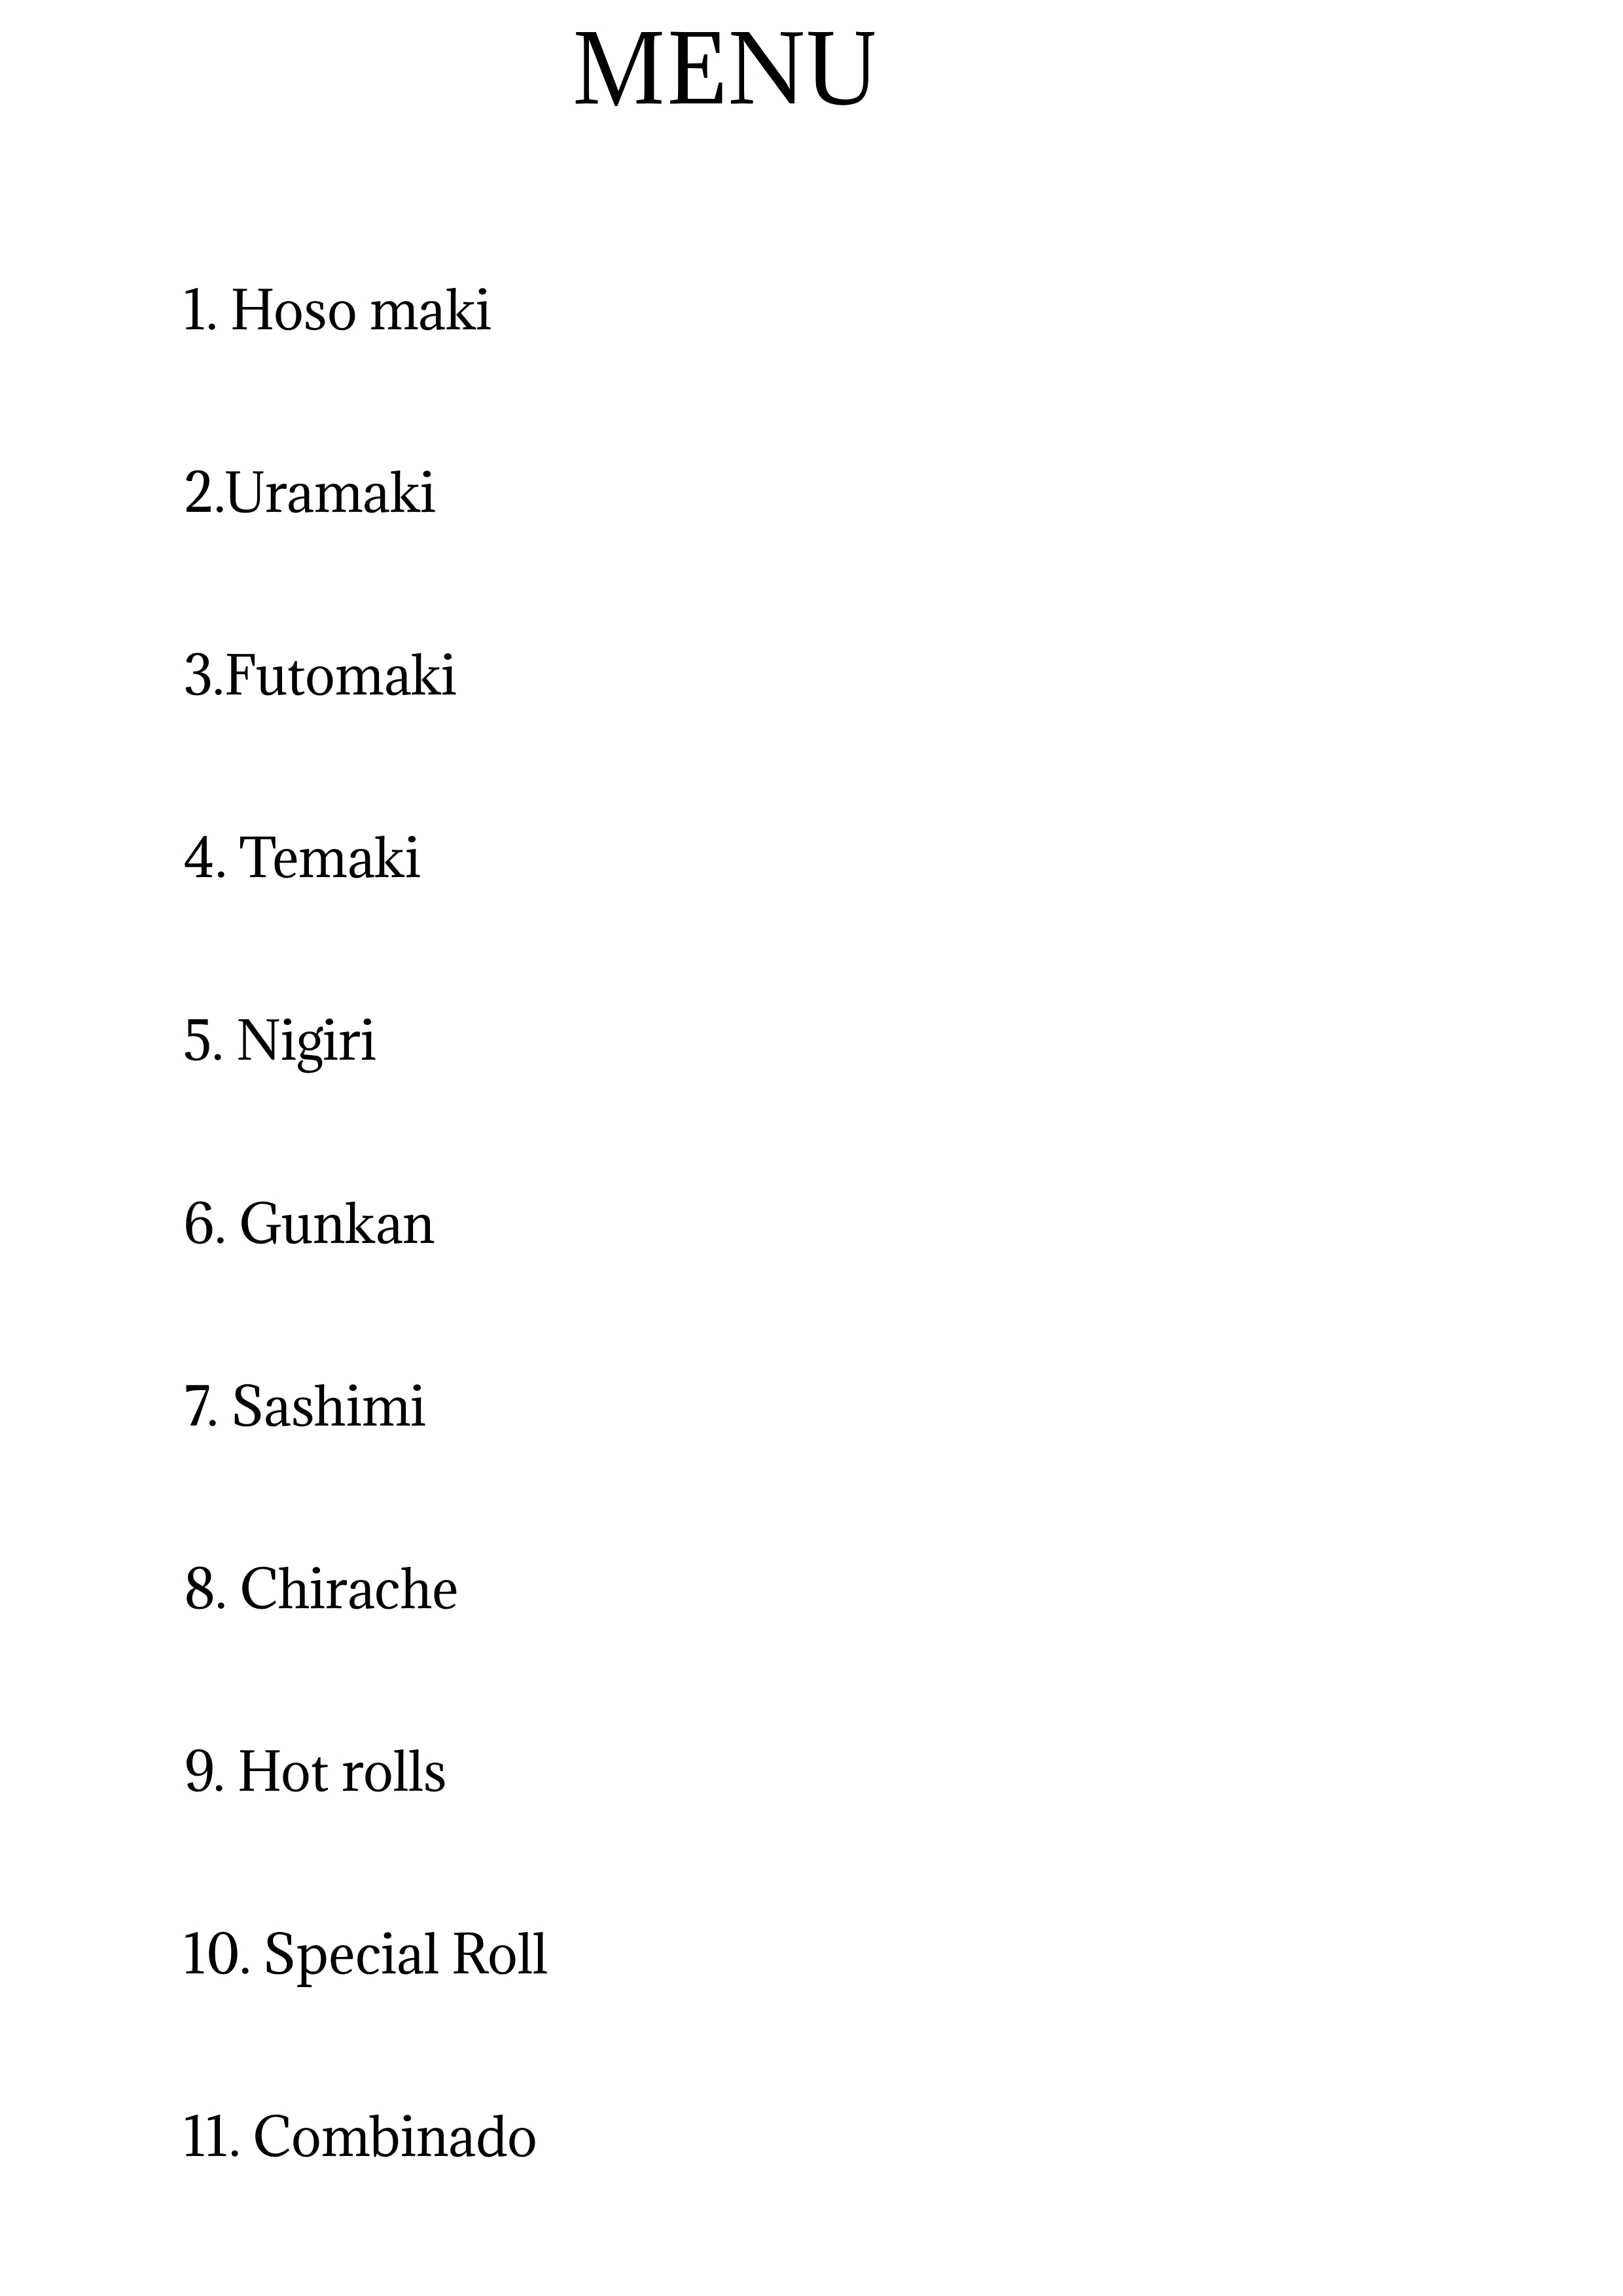 MENU
1. Hoso maki
2.Uramaki
3.Futomaki
4. Temaki
5. Nigiri
6. Gunkan
7. Sashimi
8. Chirache
9. Hot rolls
10. Special Roll
11. Combinado